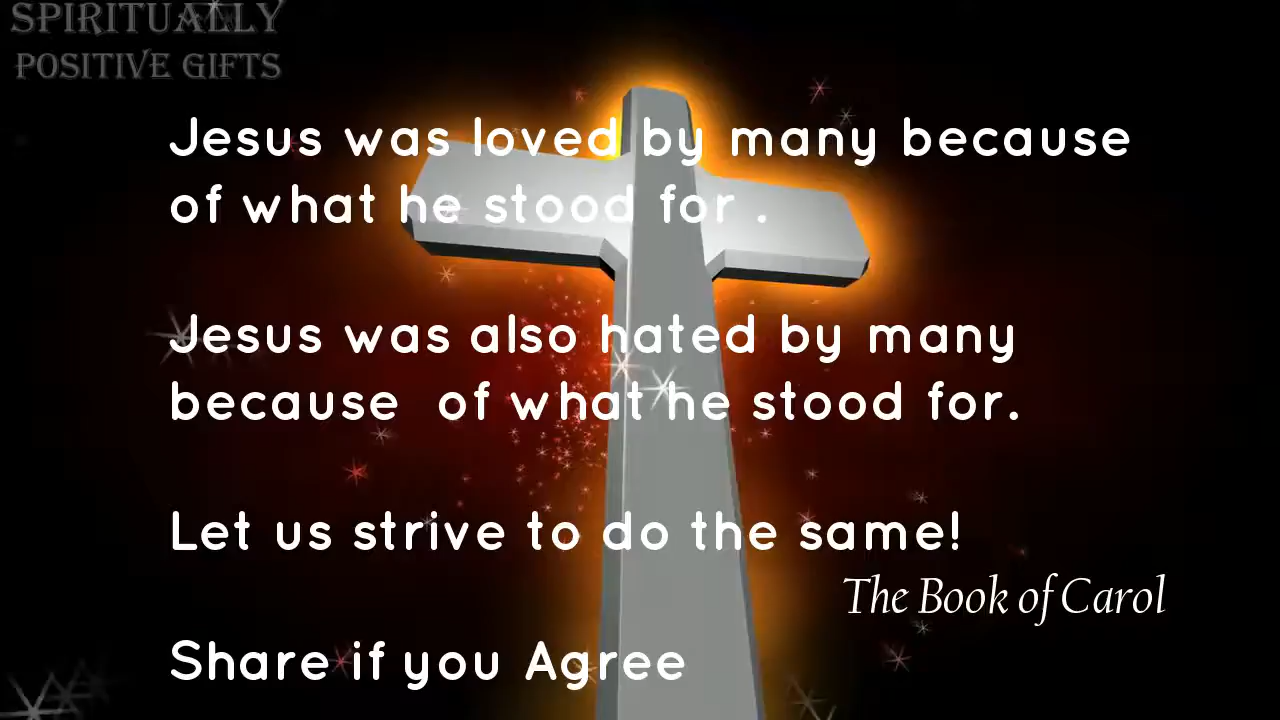 SPIRITUALLY
POSITIVE GIFTS
Jesus was loved by many because
of what he stood for .
Jesus was also hated by many
because of what he stood for.
Let us strive to do the same!
The Book of Carol
Share if you Agree